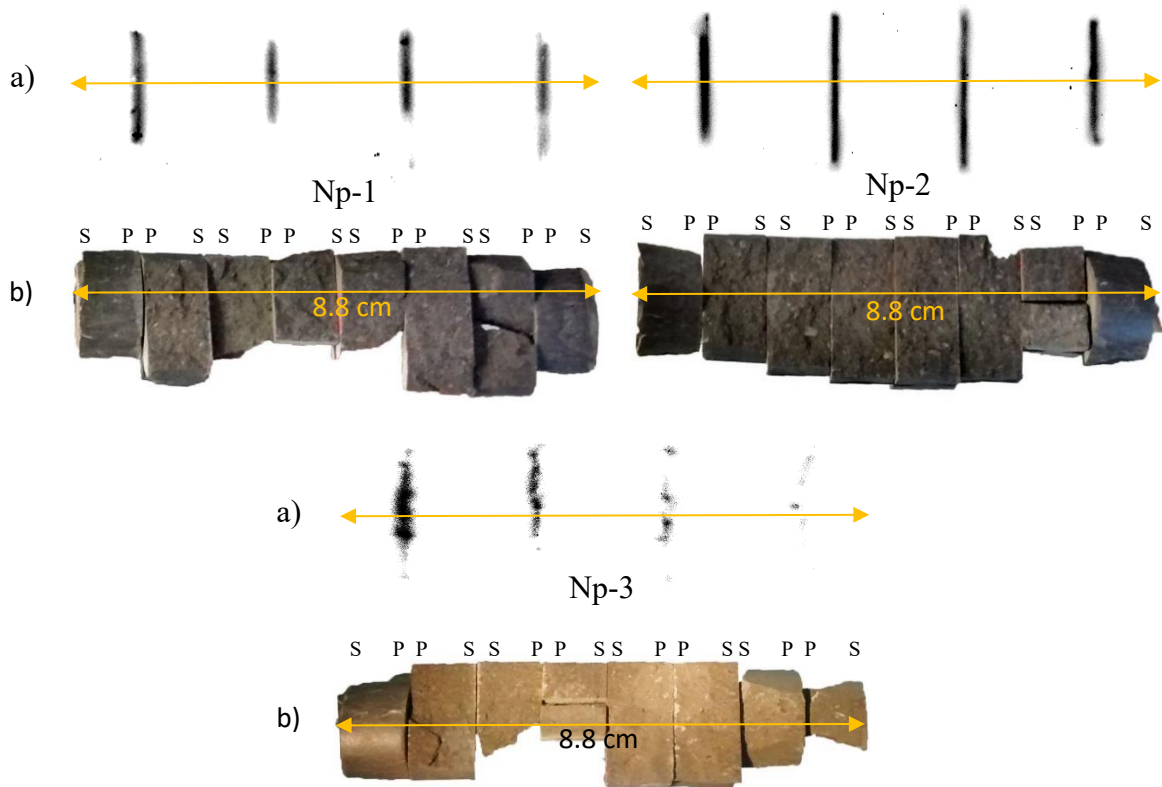 a)
Np-1 Np-2
S P P S S P P S S P P S S P P S S P P S S P P S S P P S S P P S
b)
8.8 cm 8.8 cm
a)
Np-3
S P P S S P P S S P P S S P P S
b)
8.8 cm